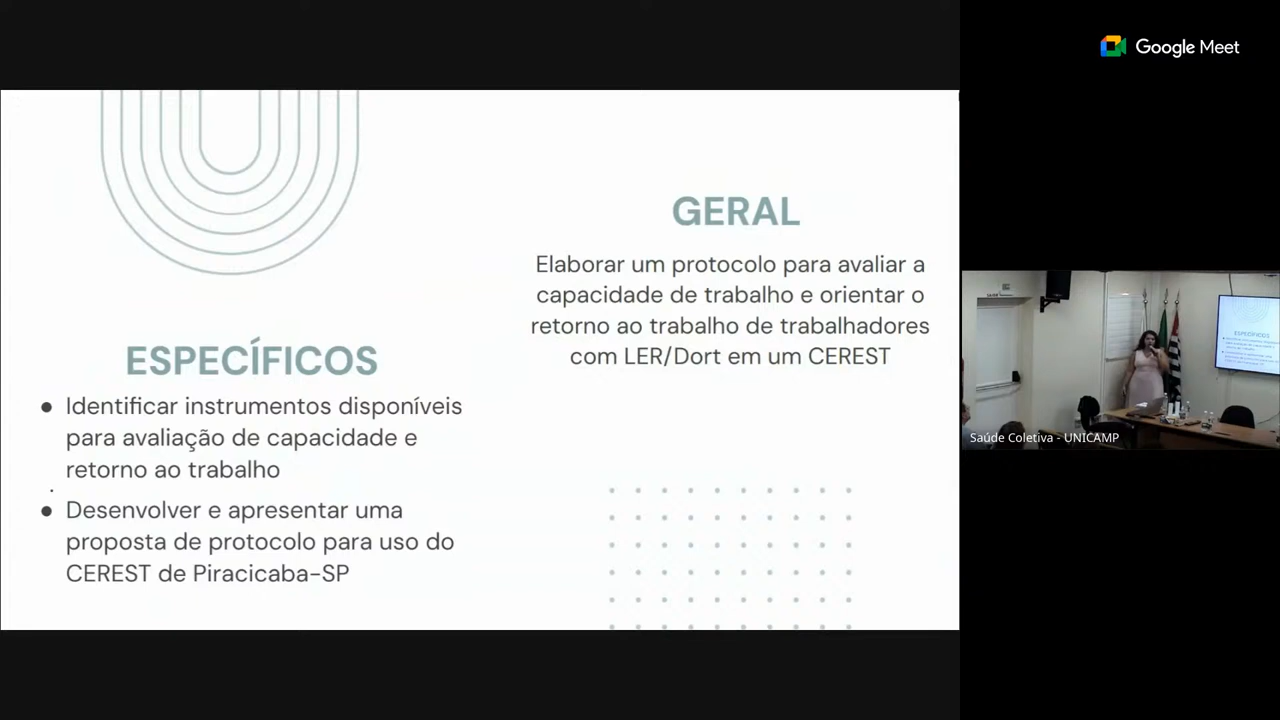 Google Meet
GERAL
Elaborar um protocolo para avaliar a
capacidade de trabalho e orientar o
retorno ao trabalho de trabalhadores
com LER/Dort em um CEREST
ESPECÍFICOS
● Identificar instrumentos disponíveis
para avaliação de capacidade e
retorno ao trabalho
● Desenvolver e apresentar uma
proposta de protocolo para uso do
CEREST de Piracicaba-SP
ESPECÍFICOS
Saúde Coletiva - UNICAMP